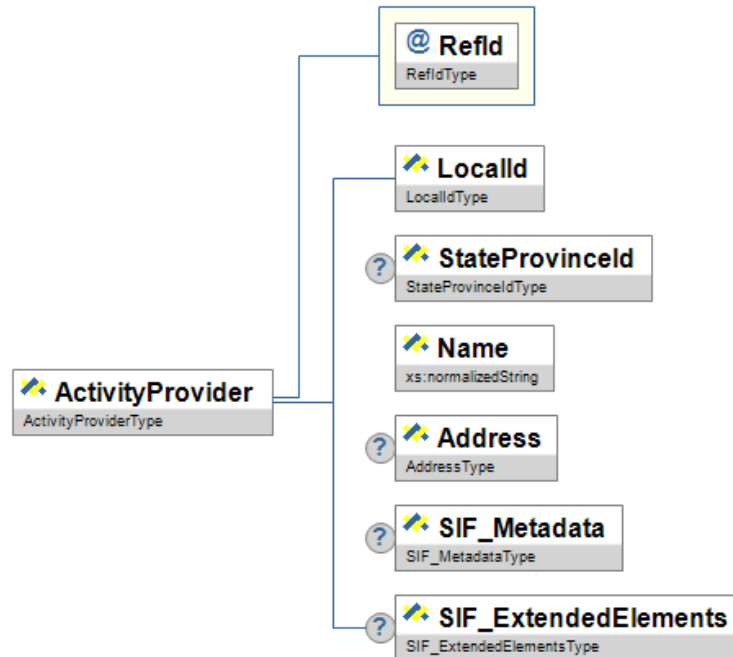 @ RefId
RefIdType
LocalId
LocalIdType
? StateProvinceId
StateProvinceIdType
Name
xs:normalizedString
ActivityProvider
ActivityProviderType
? Address
AddressType
? SIF_Metadata
SIF_MetadataType
? SIF_ExtendedElements
SIF_ExtendedElementsType